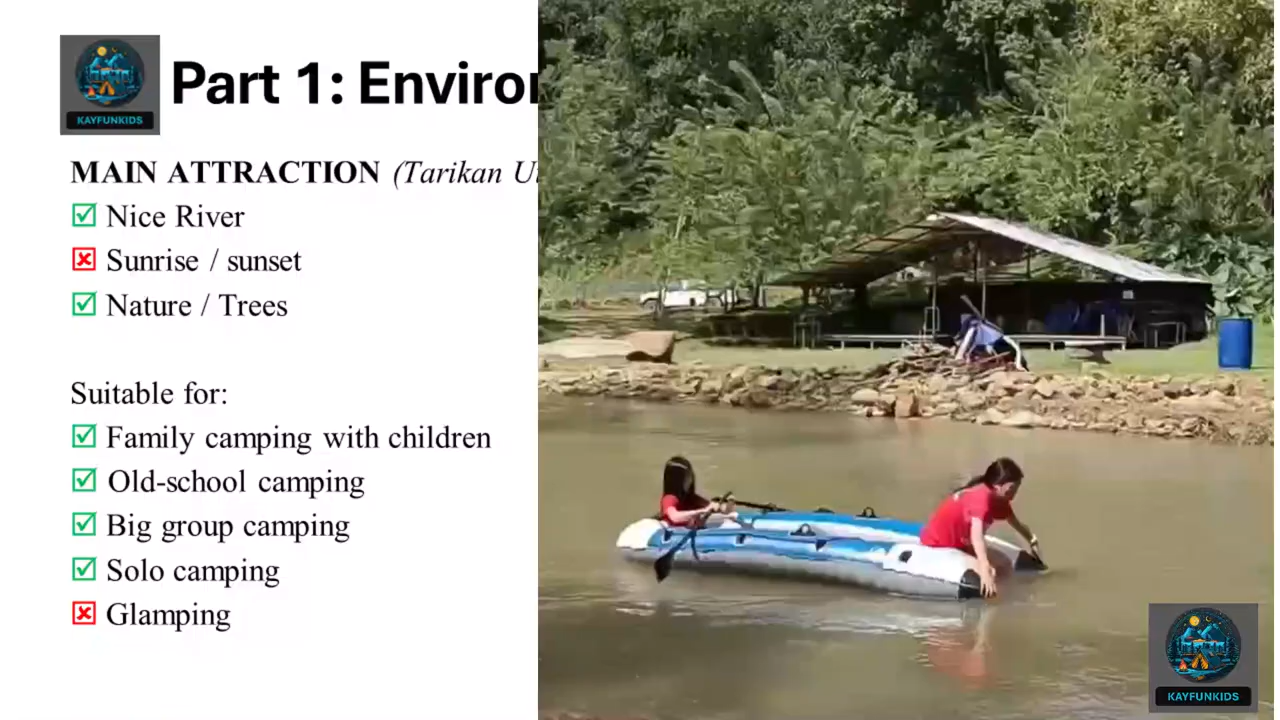 KAYFUNKIDS
Part 1: Enviro
MAIN ATTRACTION (Tarikan U
☑ Nice River
☒ Sunrise / sunset
☑ Nature / Trees
Suitable for:
☑ Family camping with children
☑ Old-school camping
☑ Big group camping
☑ Solo camping
☒ Glamping
KAYFUNKIDS